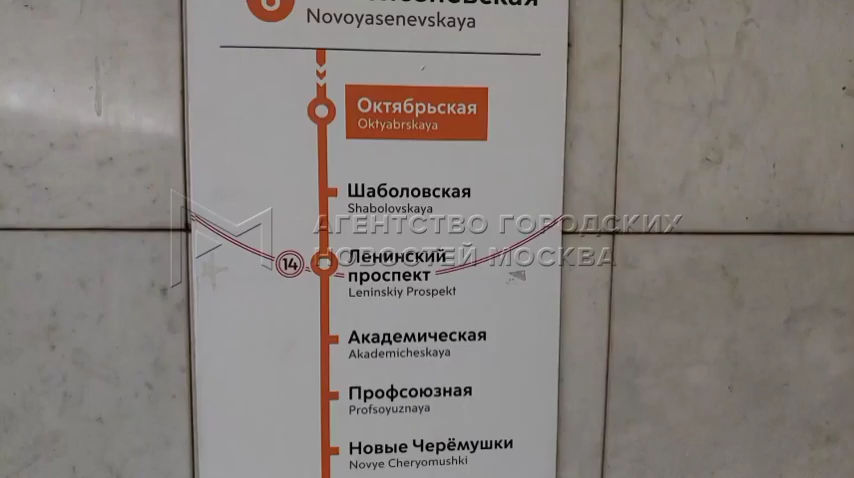 Novoyasenevskaya
Октябрьская
Oktyabrskaya
Шаболовская
Shabolovskaya
АГЕНТСТВО ГОРОДСКИХ
НОВОСТЕЙ МОСКВА
14
Ленинский
проспект
Leninskiy Prospekt
Академическая
Akademicheskaya
Профсоюзная
Profsoyuznaya
Новые Черёмушки
Novye Cheryomushki